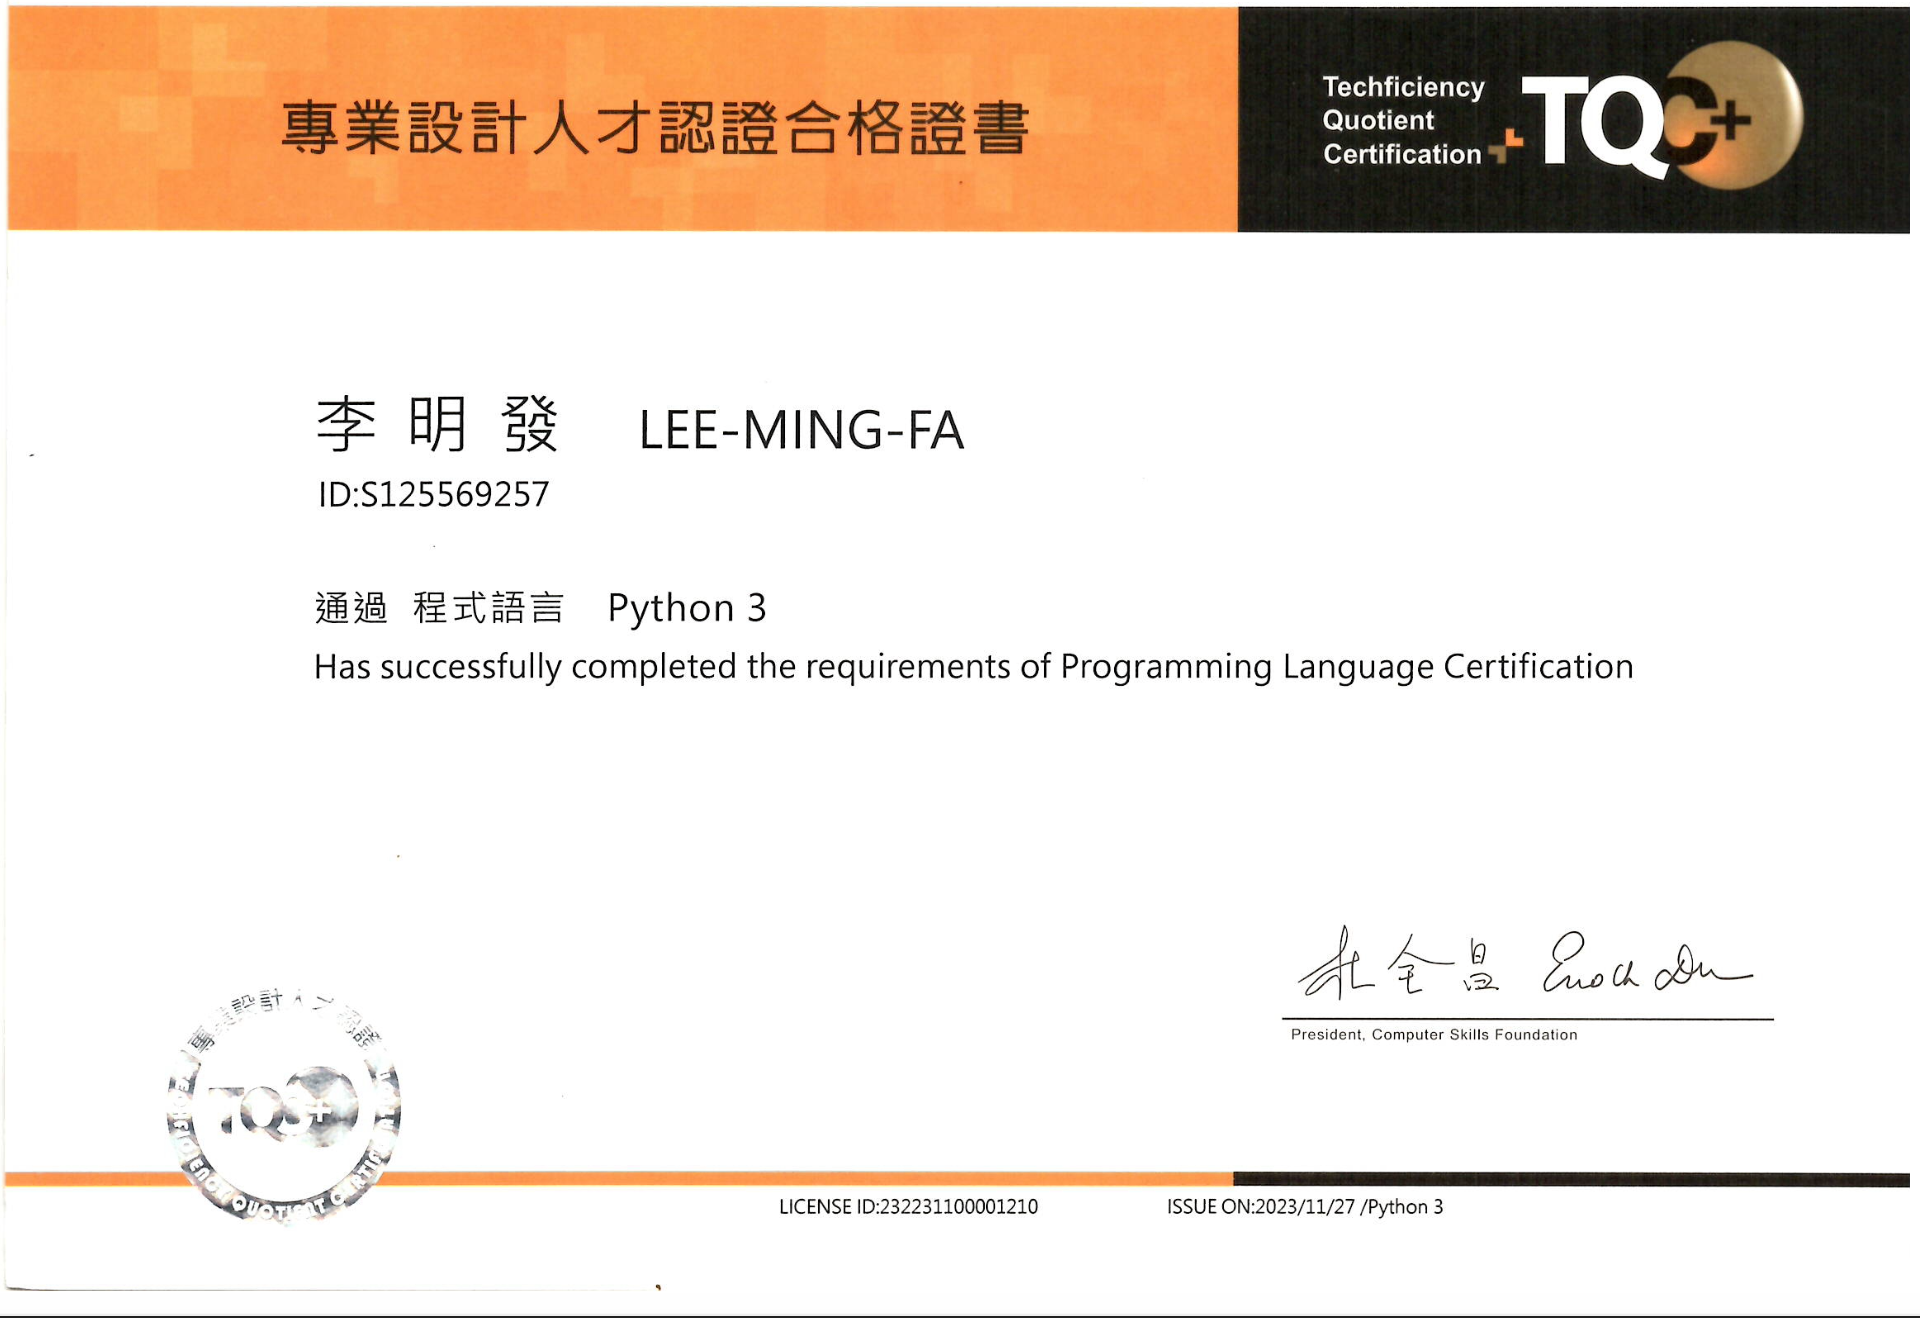 專業設計人才認證合格證書
Techficiency
Quotient
Certification
TQC+
李明發 LEE-MING-FA
ID:S125569257
通過 程式語言 Python 3
Has successfully completed the requirements of Programming Language Certification
杜全昌 Enoch Du
President, Computer Skills Foundation
專業設計人才認證
TQC+
TECHFICIENCY QUOTIENT CERTIFICATION
LICENSE ID:232231100001210
ISSUE ON:2023/11/27 /Python 3